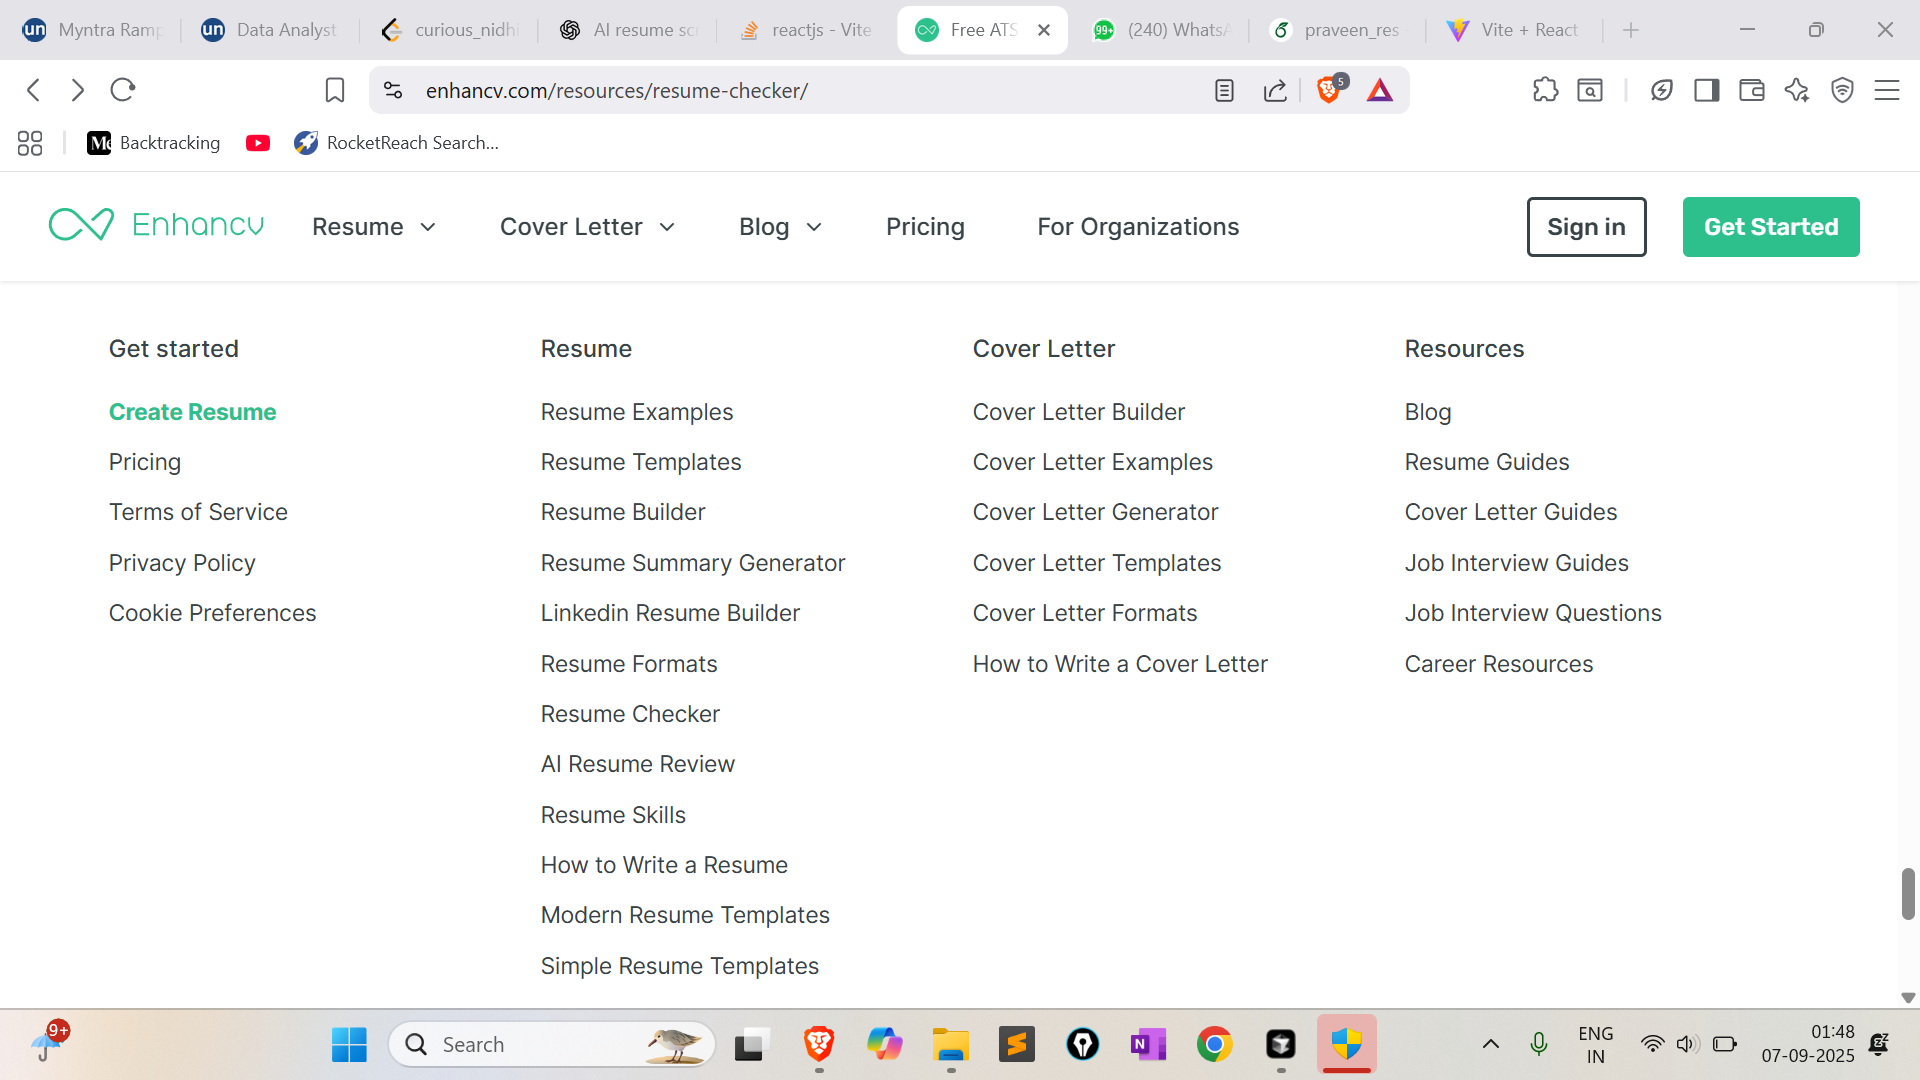 un Myntra Ramp
un Data Analyst
curious_nidhi
AI resume scr
reactjs - Vite
Free ATS
99+ (240) WhatsA
praveen_res
Vite + React
enhancv.com/resources/resume-checker/
5
Me Backtracking
RocketReach Search...
Enhancv
Resume
Cover Letter
Blog
Pricing
For Organizations
Sign in
Get Started
Get started
Create Resume
Pricing
Terms of Service
Privacy Policy
Cookie Preferences
Resume
Resume Examples
Resume Templates
Resume Builder
Resume Summary Generator
Linkedin Resume Builder
Resume Formats
Resume Checker
AI Resume Review
Resume Skills
How to Write a Resume
Modern Resume Templates
Simple Resume Templates
Cover Letter
Cover Letter Builder
Cover Letter Examples
Cover Letter Generator
Cover Letter Templates
Cover Letter Formats
How to Write a Cover Letter
Resources
Blog
Resume Guides
Cover Letter Guides
Job Interview Guides
Job Interview Questions
Career Resources
9+
Search
N
ENG
IN
01:48
07-09-2025